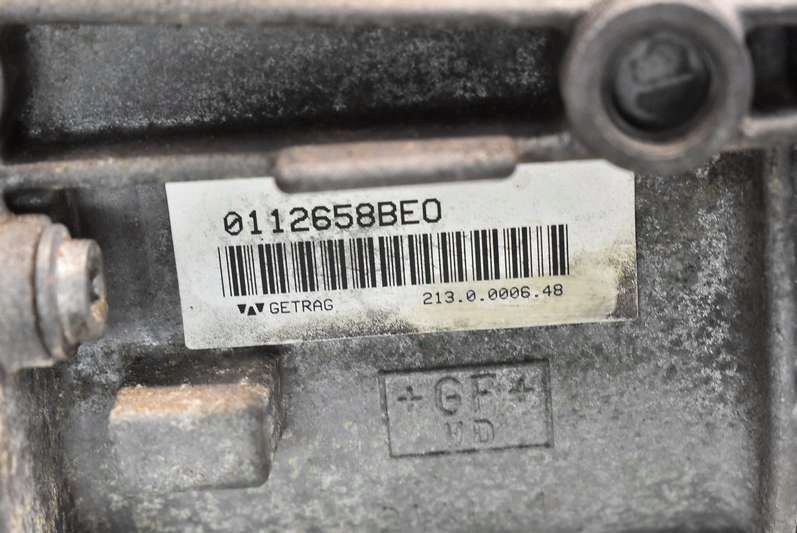 0112658BE0
GETRAG 213.0.0006.48
+GF+
VD